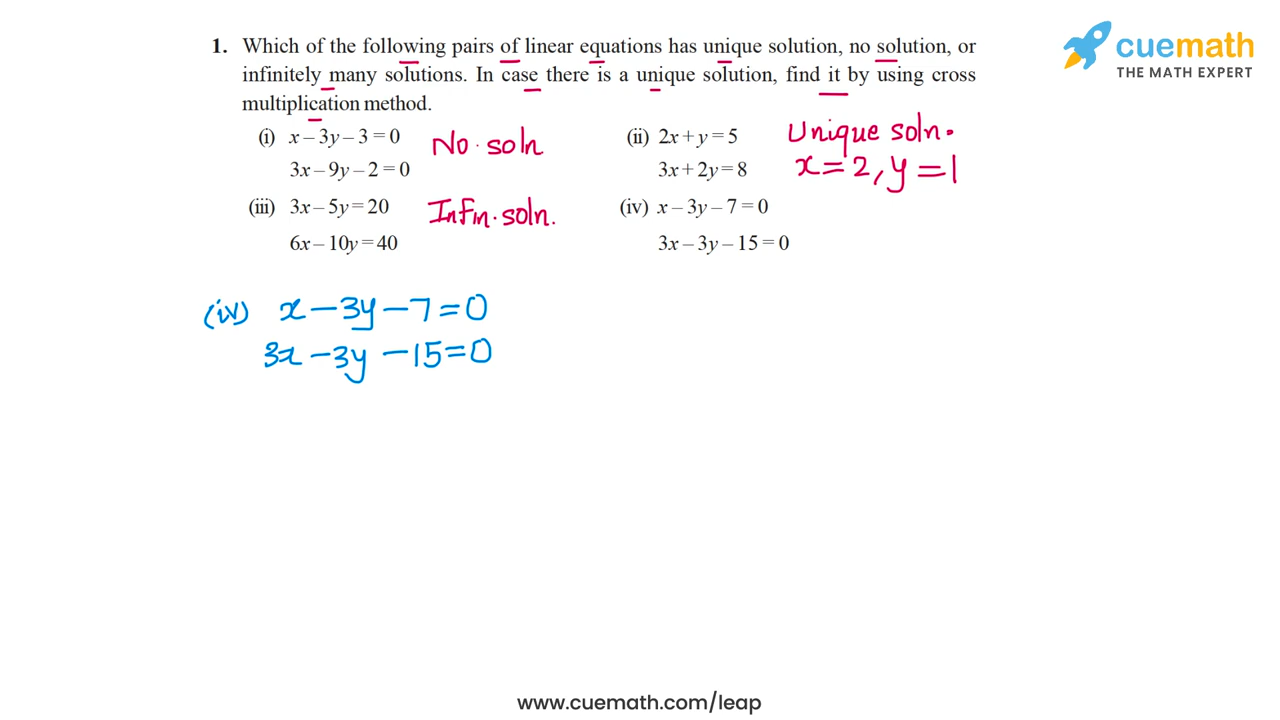 1. Which of the following pairs of linear equations has unique solution, no solution, or
infinitely many solutions. In case there is a unique solution, find it by using cross
multiplication method.
(i) x – 3y – 3 = 0
3x – 9y – 2 = 0
No. soln
(ii) 2x + y = 5
3x + 2y = 8
Unique soln.
x = 2, y = 1
(iii) 3x – 5y = 20
6x – 10y = 40
Infin. soln.
(iv) x – 3y – 7 = 0
3x – 3y – 15 = 0
(iv) x – 3y – 7 = 0
3x – 3y – 15 = 0
cuemath
THE MATH EXPERT
www.cuemath.com/leap